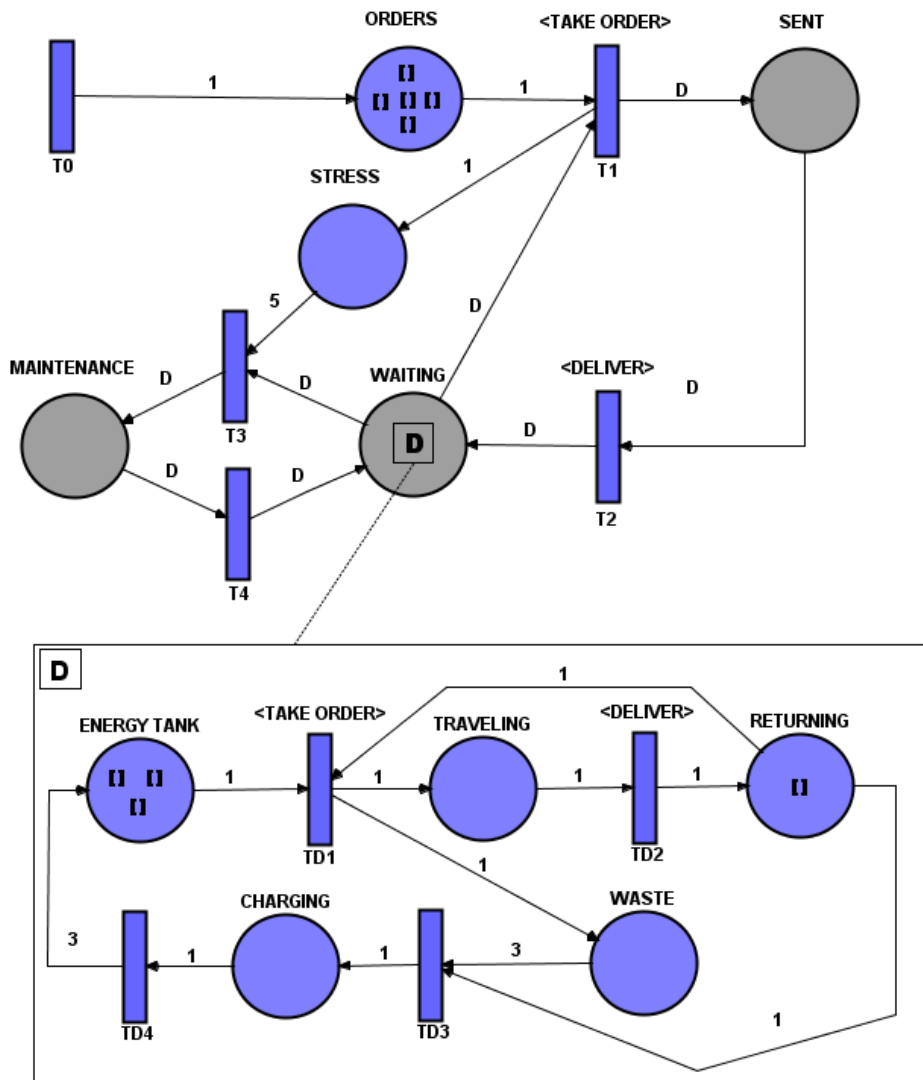 ORDERS
<TAKE ORDER>
SENT
[]
[] [] []
[]
1
1
D
T0
T1
STRESS
1
5
D
MAINTENANCE
D
D
WAITING
<DELIVER>
D
D
D
T3
D
D
T2
T4
D
1
ENERGY TANK
<TAKE ORDER>
TRAVELING
<DELIVER>
RETURNING
[] []
[]
1
1
1
1
[]
TD1
TD2
1
CHARGING
WASTE
3
1
1
3
1
TD4
TD3